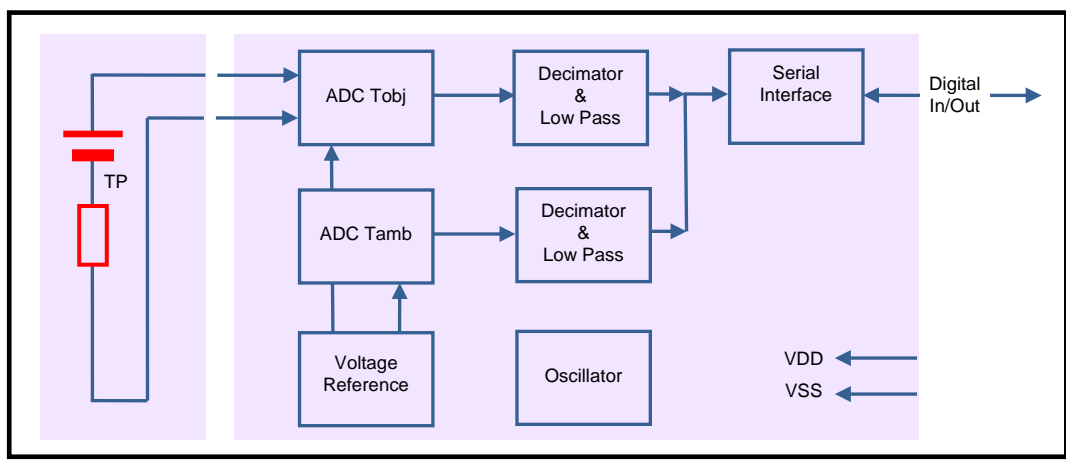 ADC Tobj
Decimator
&
Low Pass
Serial
Interface
Digital
In/Out
TP
ADC Tamb
Decimator
&
Low Pass
Voltage
Reference
Oscillator
VDD
VSS